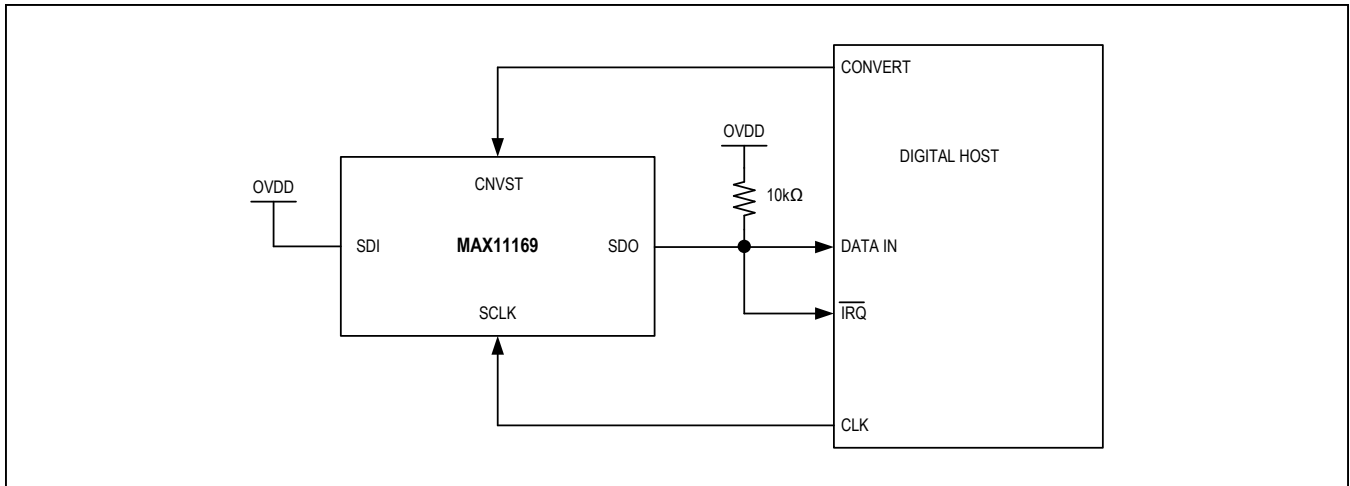 CONVERT
OVDD
DIGITAL HOST
CNVST
OVDD
10kΩ
SDI
MAX11169
SDO
DATA IN
SCLK
IRQ
CLK